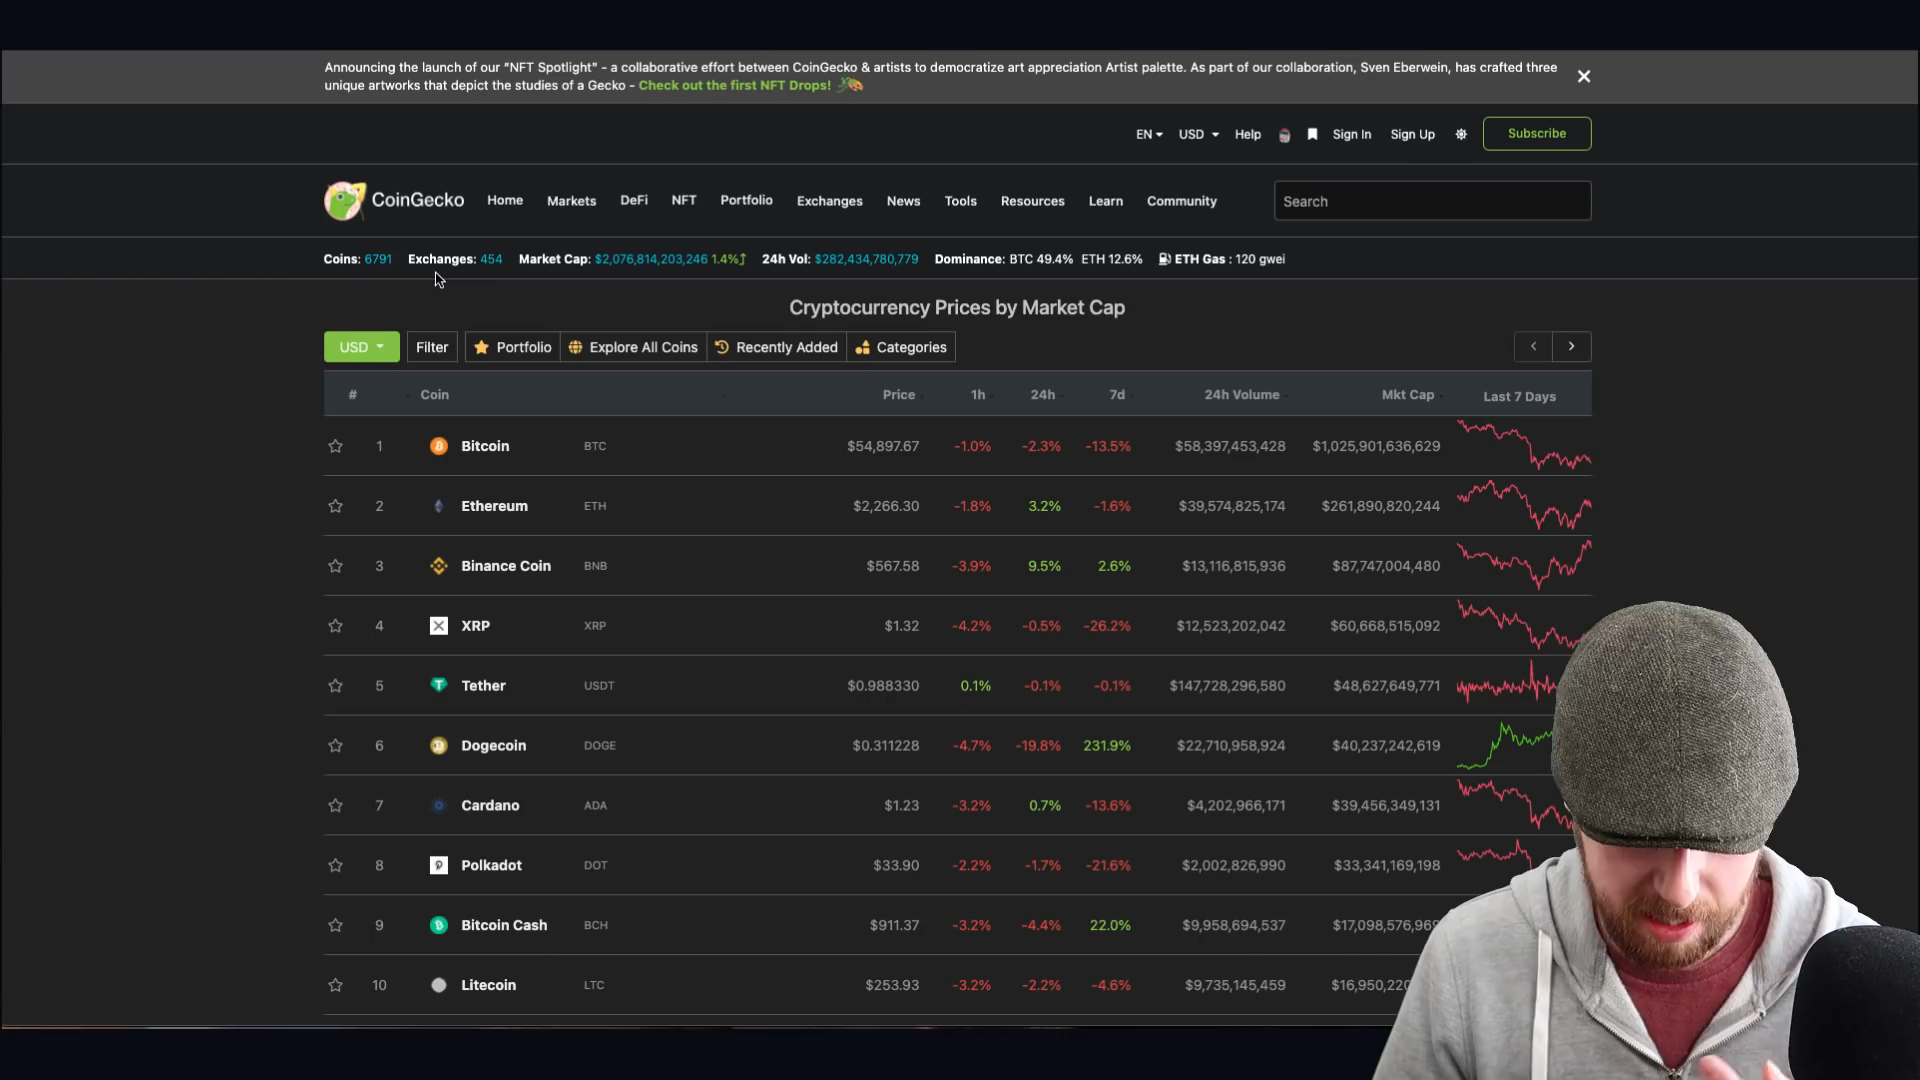 Announcing the launch of our "NFT Spotlight" - a collaborative effort between CoinGecko & artists to democratize art appreciation Artist palette. As part of our collaboration, Sven Eberwein, has crafted three
unique artworks that depict the studies of a Gecko - Check out the first NFT Drops!
EN USD Help Sign In Sign Up Subscribe
CoinGecko Home Markets DeFi NFT Portfolio Exchanges News Tools Resources Learn Community Search
Coins: 6791 Exchanges: 454 Market Cap: $2,076,814,203,246 1.4% 24h Vol: $282,434,780,779 Dominance: BTC 49.4% ETH 12.6% ETH Gas : 120 gwei
Cryptocurrency Prices by Market Cap
USD Filter Portfolio Explore All Coins Recently Added Categories
# Coin Price 1h 24h 7d 24h Volume Mkt Cap Last 7 Days
1 Bitcoin BTC $54,897.67 -1.0% -2.3% -13.5% $58,397,453,428 $1,025,901,636,629
2 Ethereum ETH $2,266.30 -1.8% 3.2% -1.6% $39,574,825,174 $261,890,820,244
3 Binance Coin BNB $567.58 -3.9% 9.5% 2.6% $13,116,815,936 $87,747,004,480
4 XRP XRP $1.32 -4.2% -0.5% -26.2% $12,523,202,042 $60,668,515,092
5 Tether USDT $0.988330 0.1% -0.1% -0.1% $147,728,296,580 $48,627,649,771
6 Dogecoin DOGE $0.311228 -4.7% -19.8% 231.9% $22,710,958,924 $40,237,242,619
7 Cardano ADA $1.23 -3.2% 0.7% -13.6% $4,202,966,171 $39,456,349,131
8 Polkadot DOT $33.90 -2.2% -1.7% -21.6% $2,002,826,990 $33,341,169,198
9 Bitcoin Cash BCH $911.37 -3.2% -4.4% 22.0% $9,958,694,537 $17,098,576,969
10 Litecoin LTC $253.93 -3.2% -2.2% -4.6% $9,735,145,459